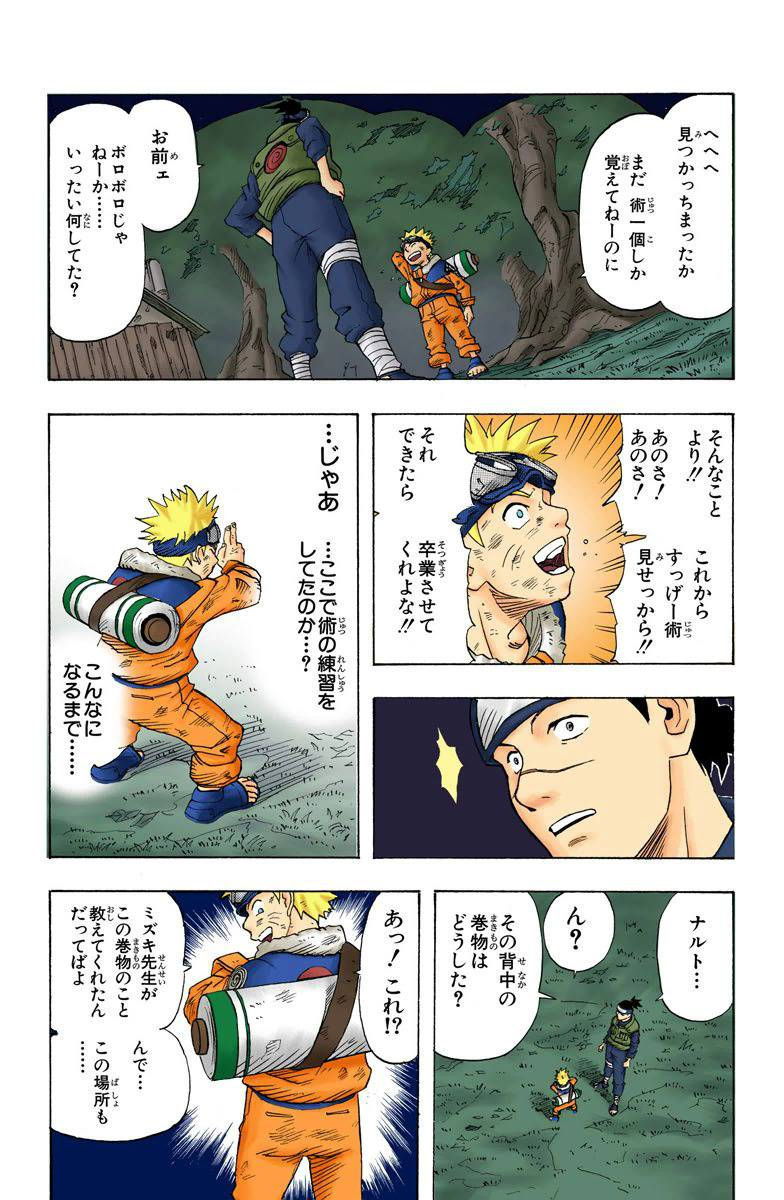 へへへ
見つかっちまったか
まだ 術一個しか
覚えてねーのに
お前ェ
ボロボロじゃ
ねーか……
いったい何してた?
そんなこと
より!!
あのさ!
あのさ!
これから
すっげー術
見せっから!!
それ
できたら
卒業させて
くれよな!!
…じゃあ
…ここで術の練習を
してたのか…?
こんなに
なるまで……
ナルト…
ん?
その背中の
巻物は
どうした?
あっ! これ!?
ミズキ先生が
この巻物のこと
教えてくれたん
だってばよ
んで…
この場所も
……